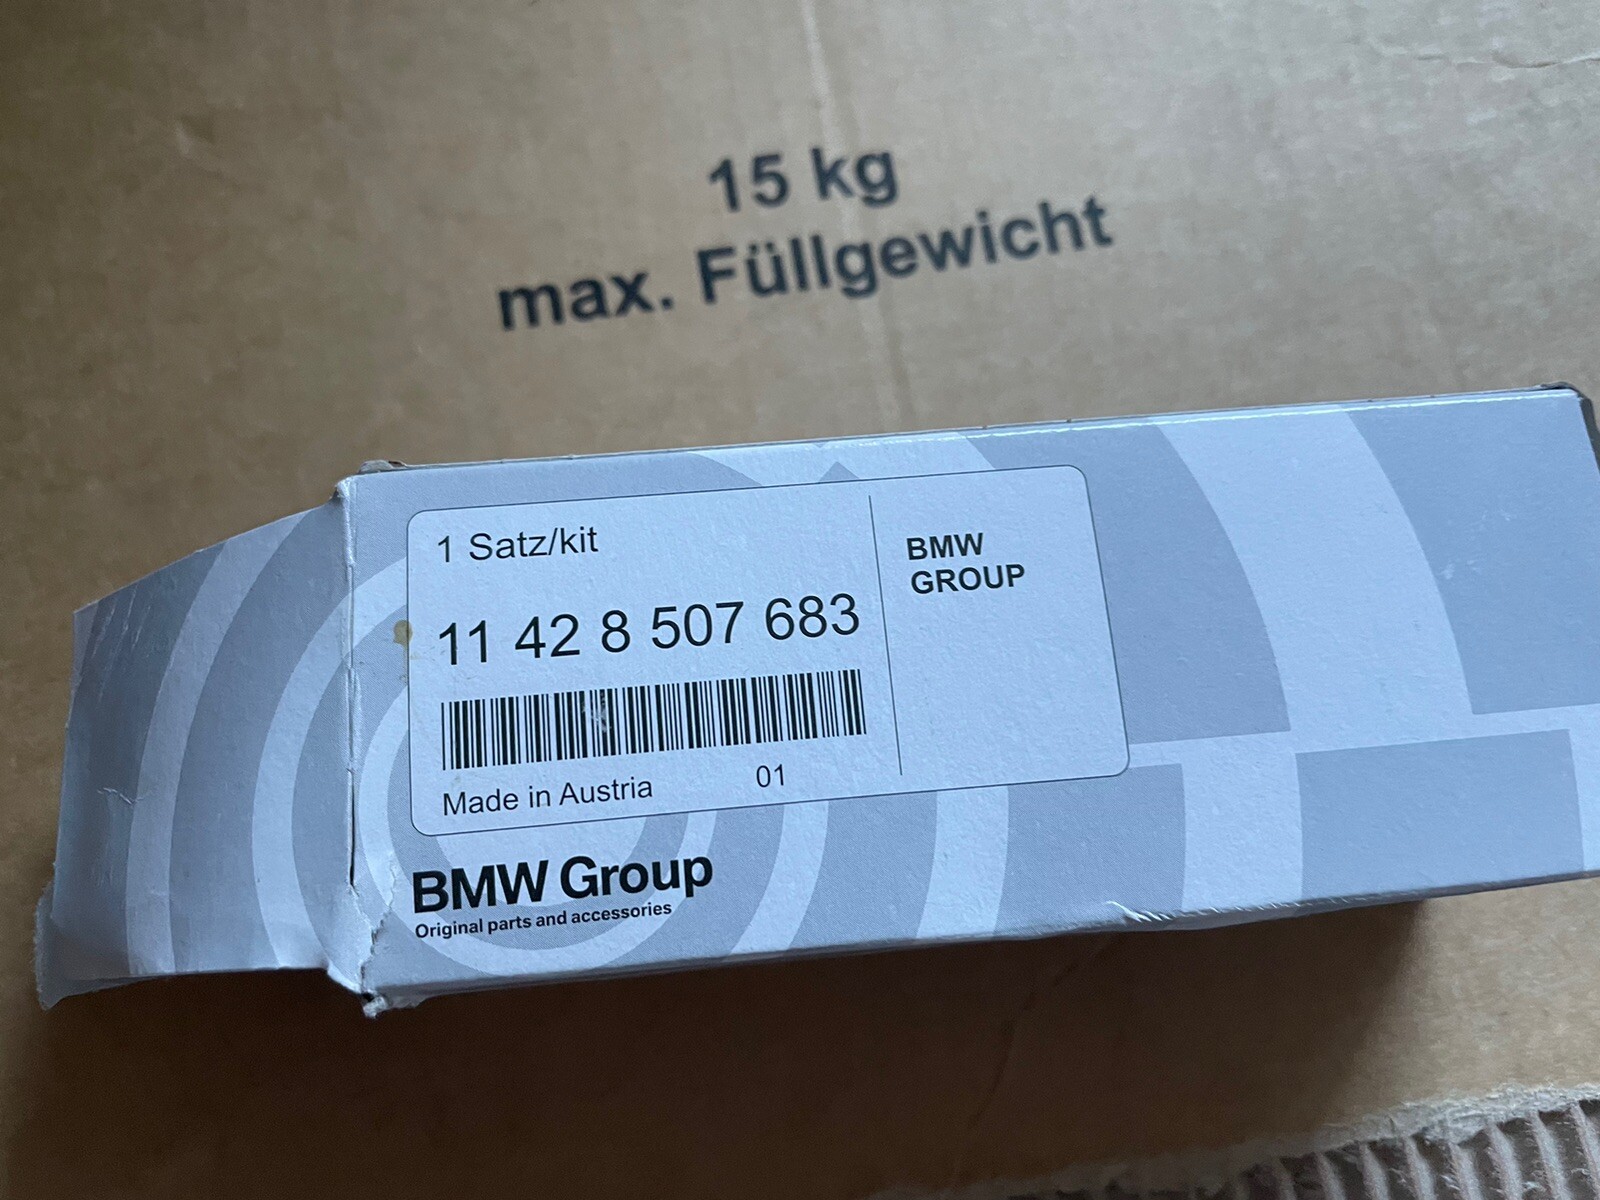 15 kg
max. Füllgewicht
1 Satz/kit
11 42 8 507 683
Made in Austria 01
BMW
GROUP
BMW Group
Original parts and accessories